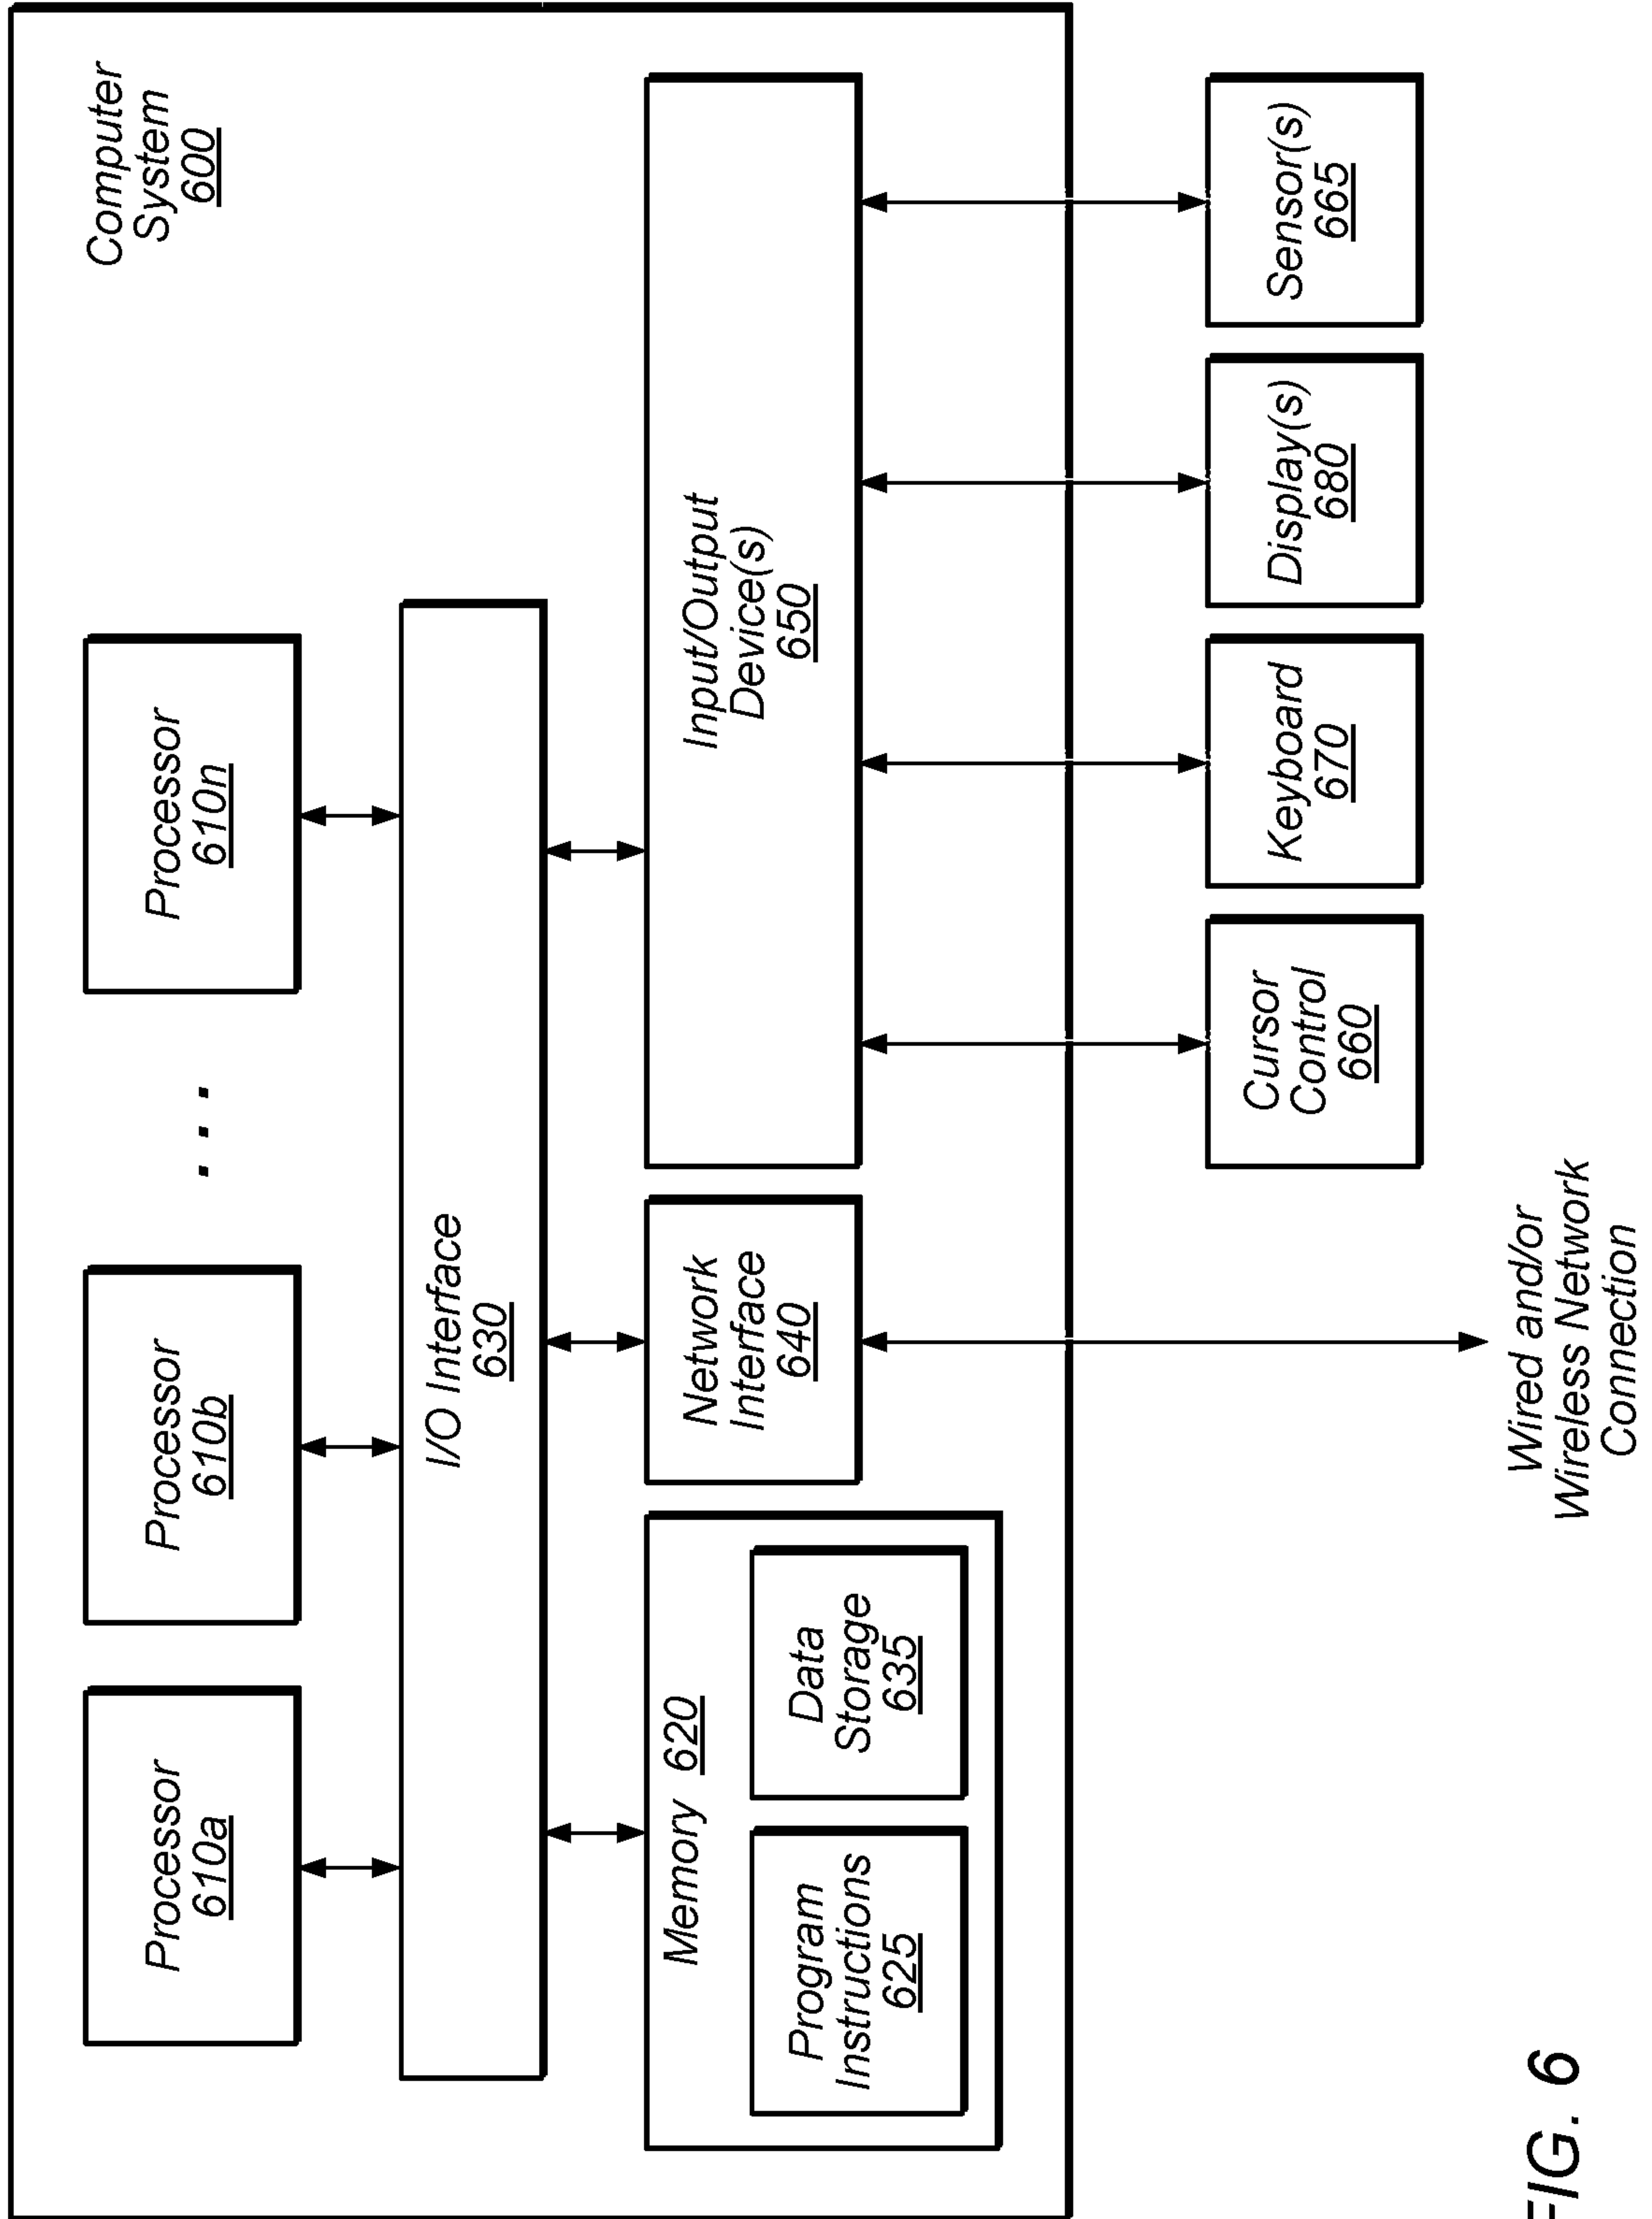 Computer
System
600
Processor
610a
Processor
610b
. . .
Processor
610n
I/O Interface
630
Memory 620
Program
Instructions
625
Data
Storage
635
Network
Interface
640
Input/Output
Device(s)
650
Cursor
Control
660
Keyboard
670
Display(s)
680
Sensor(s)
665
Wired and/or
Wireless Network
Connection
FIG. 6